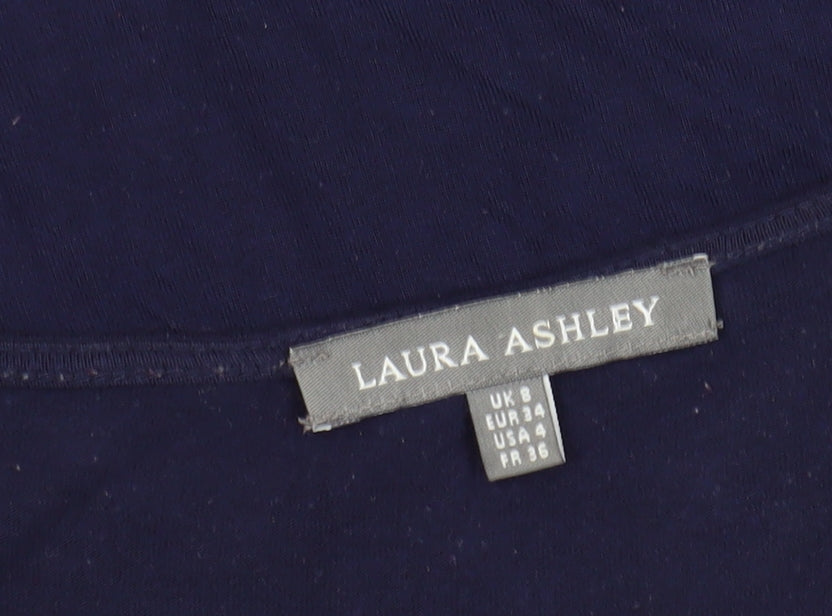 LAURA ASHLEY
UK 8
EUR 34
USA 4
FR 36